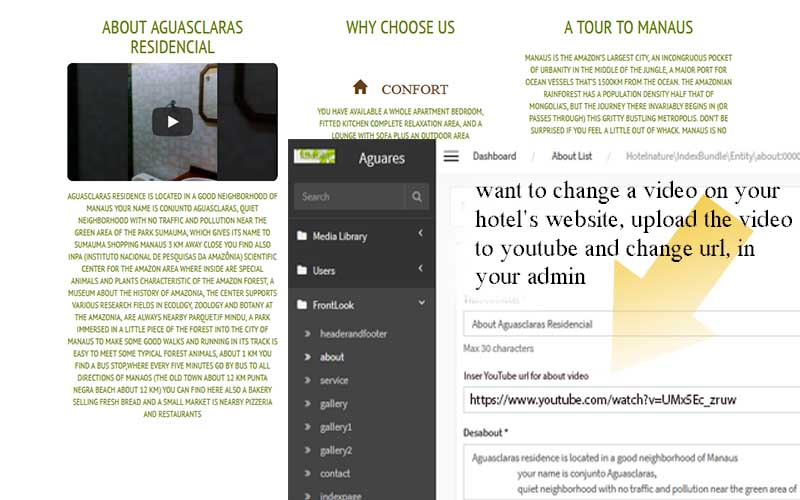 ABOUT AGUASCLARAS
RESIDENCIAL
AGUASCLARAS RESIDENCE IS LOCATED IN A GOOD NEIGHBORHOOD OF
MANAUS YOUR NAME IS CONJUNTO AGUASCLARAS, QUIET
NEIGHBORHOOD WITH NO TRAFFIC AND POLLUTION NEAR THE
GREEN AREA OF THE PARK SUMAUMA, WHICH GIVES ITS NAME TO
SUMAUMA SHOPPING MANAUS 3 KM AWAY CLOSE YOU FIND ALSO
INPA (INSTITUTO NACIONAL DE PESQUISAS DA AMAZÔNIA) SCIENTIFIC
CENTER FOR THE AMAZON AREA WHERE INSIDE ARE SPECIAL
ANIMALS AND PLANTS CHARACTERISTIC OF THE AMAZON FOREST, A
MUSEUM ABOUT THE HISTORY OF AMAZONIA, THE CENTER SUPPORTS
VARIOUS RESEARCH FIELDS IN ECOLOGY, ZOOLOGY AND BOTANY AT
THE AMAZONIA, ARE ALWAYS NEARBY PARQUET.IF MINDU, A PARK
IMMERSED IN A LITTLE PIECE OF THE FOREST INTO THE CITY OF
MANAUS TO MAKE SOME GOOD WALKS AND RUNNING IN ITS TRACK IS
EASY TO MEET SOME TYPICAL FOREST ANIMALS, ABOUT 1 KM YOU
FIND A BUS STOP,WHERE EVERY FIVE MINUTES GO BY BUS TO ALL
DIRECTIONS OF MANAOS (THE OLD TOWN ABOUT 12 KM PUNTA
NEGRA BEACH ABOUT 12 KM) YOU CAN FIND HERE ALSO A BAKERY
SELLING FRESH BREAD AND A SMALL MARKET IS NEARBY PIZZERIA
AND RESTAURANTS
WHY CHOOSE US
CONFORT
YOU HAVE AVAILABLE A WHOLE APARTMENT BEDROOM,
FITTED KITCHEN COMPLETE RELAXATION AREA, AND A
LOUNGE WITH SOFA PLUS AN OUTDOOR AREA
A TOUR TO MANAUS
MANAUS IS THE AMAZON'S LARGEST CITY, AN INCONGRUOUS POCKET
OF URBANITY IN THE MIDDLE OF THE JUNGLE, A MAJOR PORT FOR
OCEAN VESSELS THAT'S 1500KM FROM THE OCEAN. THE AMAZONIAN
RAINFOREST HAS A POPULATION DENSITY HALF THAT OF
MONGOLIA'S, BUT THE JOURNEY THERE INVARIABLY BEGINS IN (OR
PASSES THROUGH) THIS GRITTY BUSTLING METROPOLIS. DON'T BE
SURPRISED IF YOU FEEL A LITTLE OUT OF WHACK. MANAUS IS NO
Aguares
Search
Media Library
Users
FrontLook
headerandfooter
about
service
gallery
gallery1
gallery2
contact
indexpage
Dashboard / About List / Hotelnature\IndexBundle\Entity\about:0000
want to change a video on your
hotel's website, upload the video
to youtube and change url, in
your admin
About Aguasclaras Residencial
Max 30 characters
Inser YouTube url for about video
https://www.youtube.com/watch?v=UMx5Ec_zruw
Desabout *
Aguasclaras residence is located in a good neighborhood of Manaus
your name is conjunto Aguasclaras,
quiet neighborhood with no traffic and pollution near the green area of